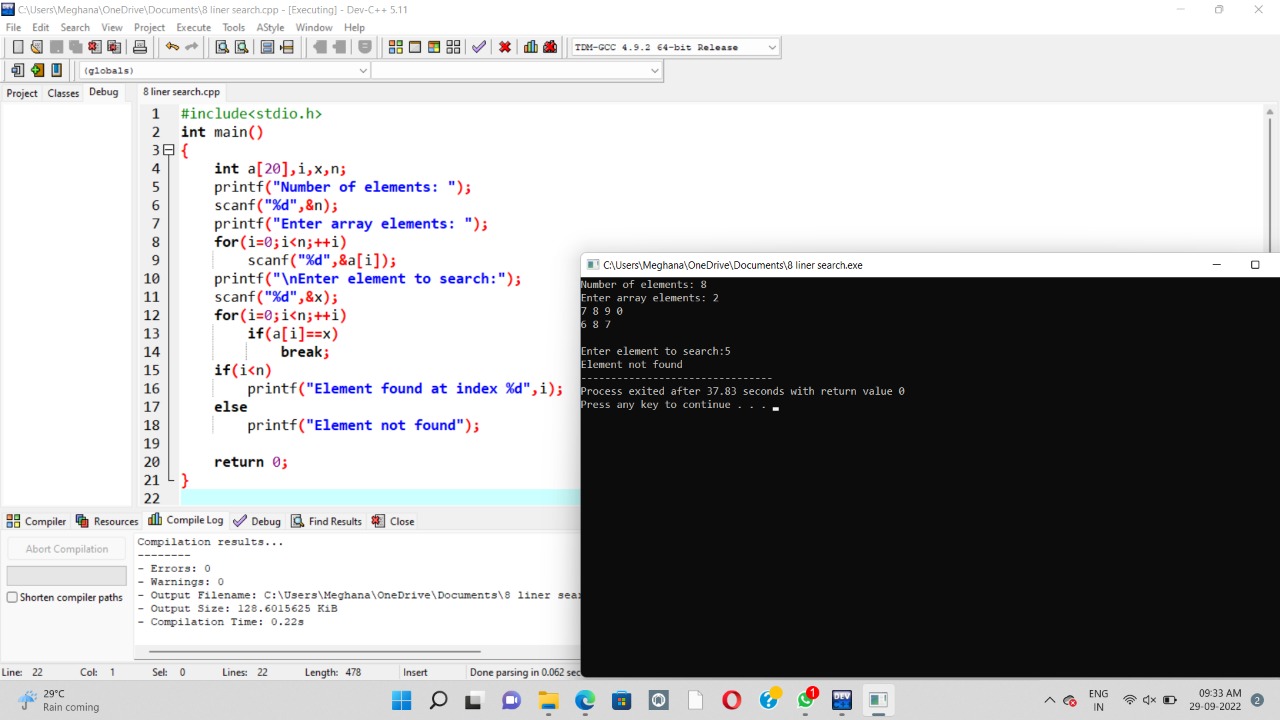 C:\Users\Meghana\OneDrive\Documents\8 liner search.cpp - [Executing] - Dev-C++ 5.11
File Edit Search View Project Execute Tools AStyle Window Help
TDM-GCC 4.9.2 64-bit Release
(globals)
Project Classes Debug 8 liner search.cpp
1 #include<stdio.h>
2 int main()
3 {
4 int a[20],i,x,n;
5 printf("Number of elements: ");
6 scanf("%d",&n);
7 printf("Enter array elements: ");
8 for(i=0;i<n;++i)
9 scanf("%d",&a[i]);
10 printf("\nEnter element to search:");
11 scanf("%d",&x);
12 for(i=0;i<n;++i)
13 if(a[i]==x)
14 break;
15 if(i<n)
16 printf("Element found at index %d",i);
17 else
18 printf("Element not found");
19
20 return 0;
21 }
22
C:\Users\Meghana\OneDrive\Documents\8 liner search.exe
Number of elements: 8
Enter array elements: 2
7 8 9 0
6 8 7
Enter element to search:5
Element not found
--------------------------------
Process exited after 37.83 seconds with return value 0
Press any key to continue . . .
Compiler Resources Compile Log Debug Find Results Close
Abort Compilation
Shorten compiler paths
Compilation results...
--------
- Errors: 0
- Warnings: 0
- Output Filename: C:\Users\Meghana\OneDrive\Documents\8 liner sea
- Output Size: 128.6015625 KiB
- Compilation Time: 0.22s
Line: 22 Col: 1 Sel: 0 Lines: 22 Length: 478 Insert Done parsing in 0.062 sec
29°C
Rain coming
DEV
1
ENG
IN
09:33 AM
29-09-2022
2